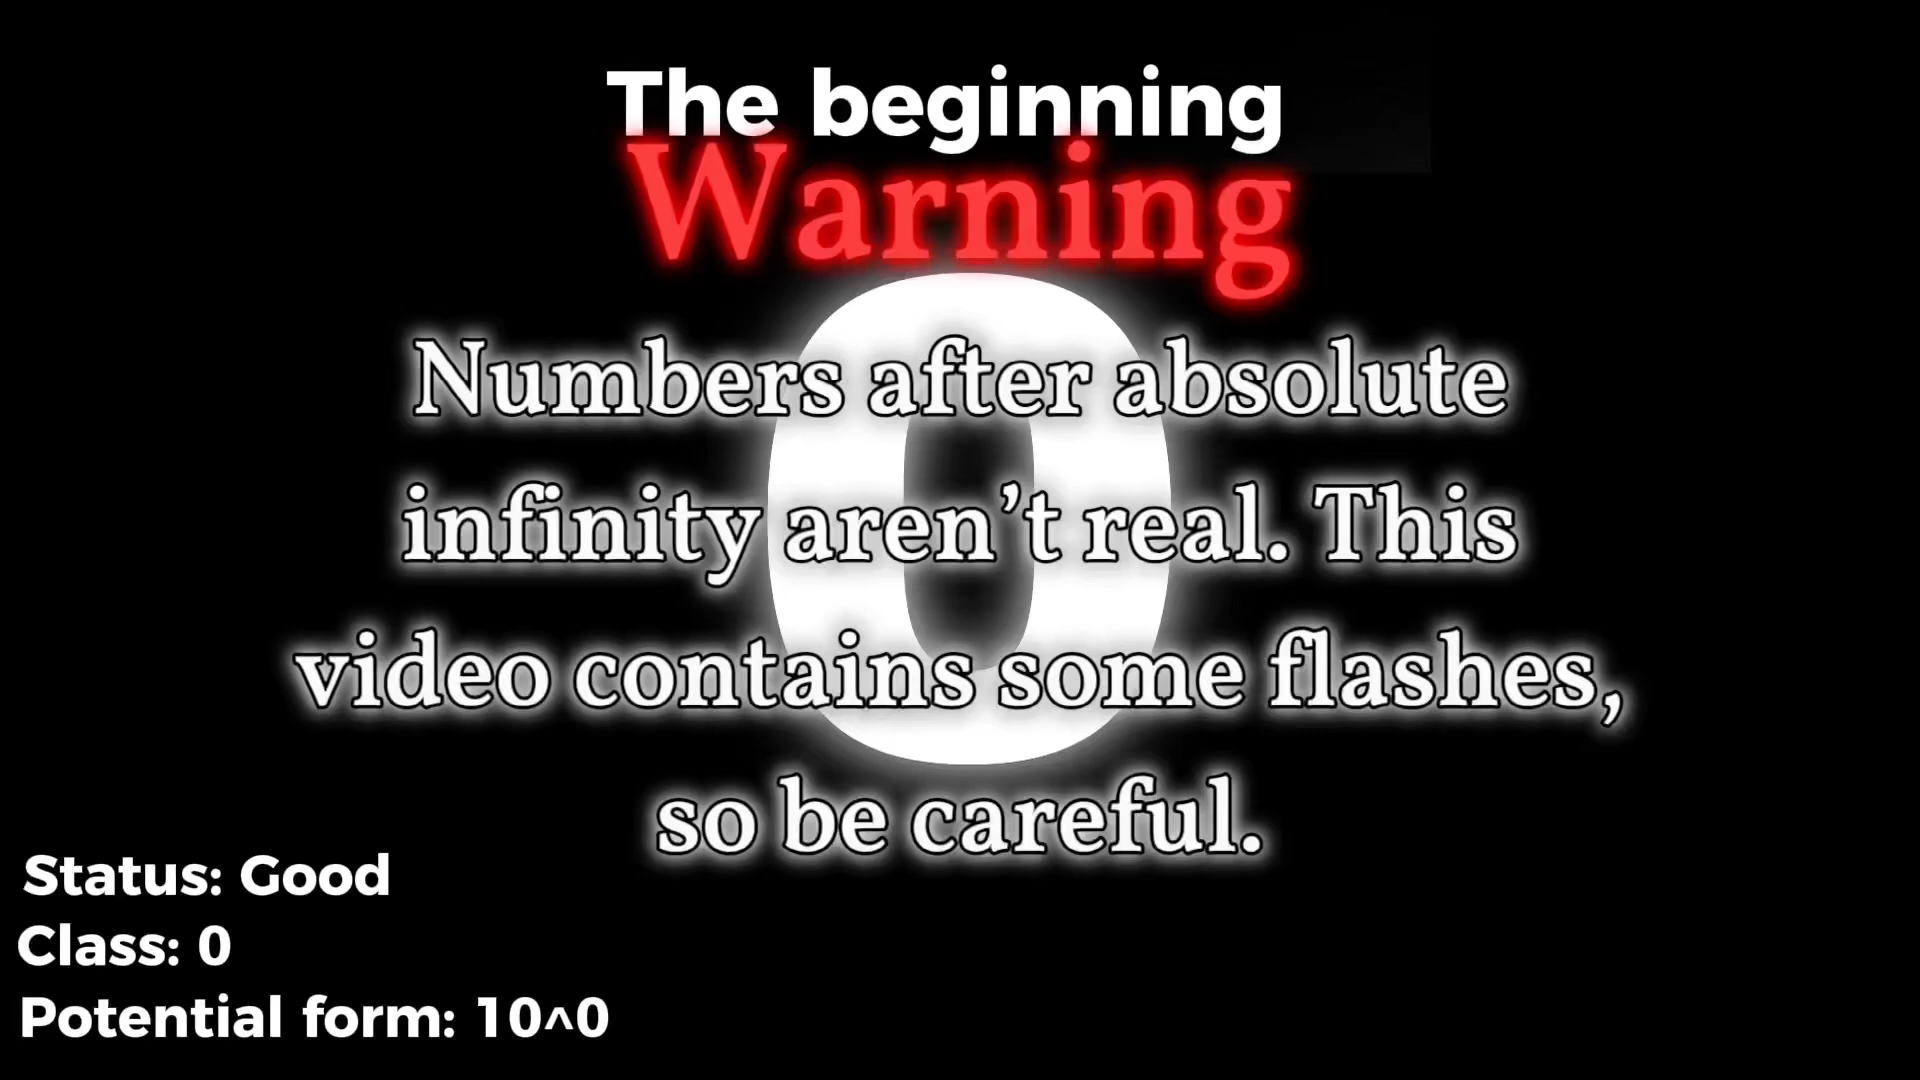 The beginning
Warning
0
Numbers after absolute
infinity aren’t real. This
video contains some flashes,
so be careful.
Status: Good
Class: 0
Potential form: 10^0